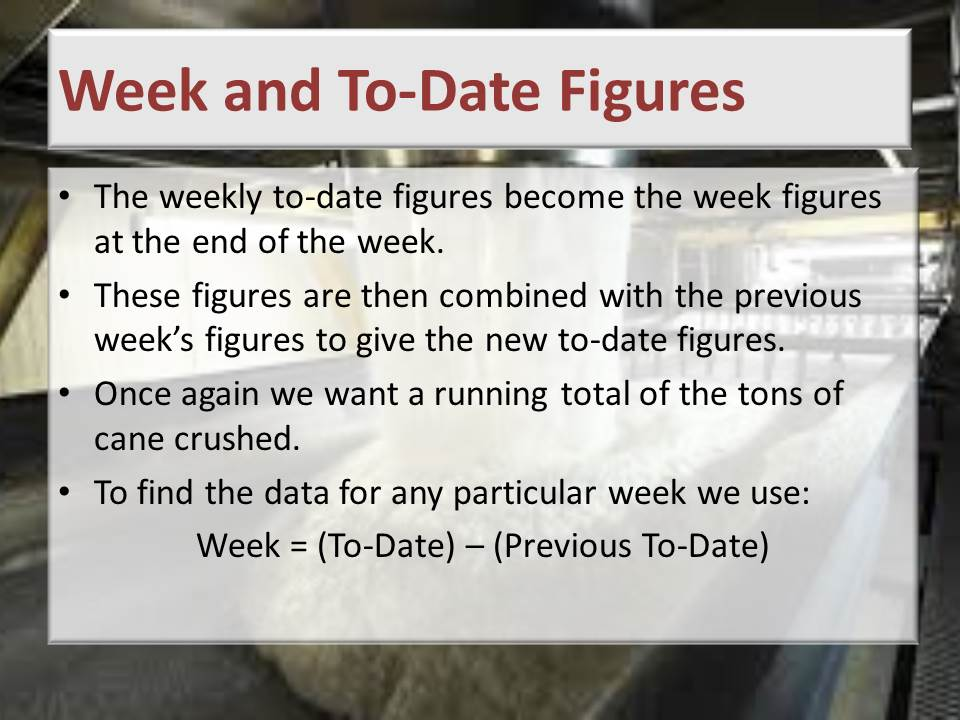 Week and To-Date Figures
• The weekly to-date figures become the week figures
at the end of the week.
• These figures are then combined with the previous
week’s figures to give the new to-date figures.
• Once again we want a running total of the tons of
cane crushed.
• To find the data for any particular week we use:
Week = (To-Date) – (Previous To-Date)